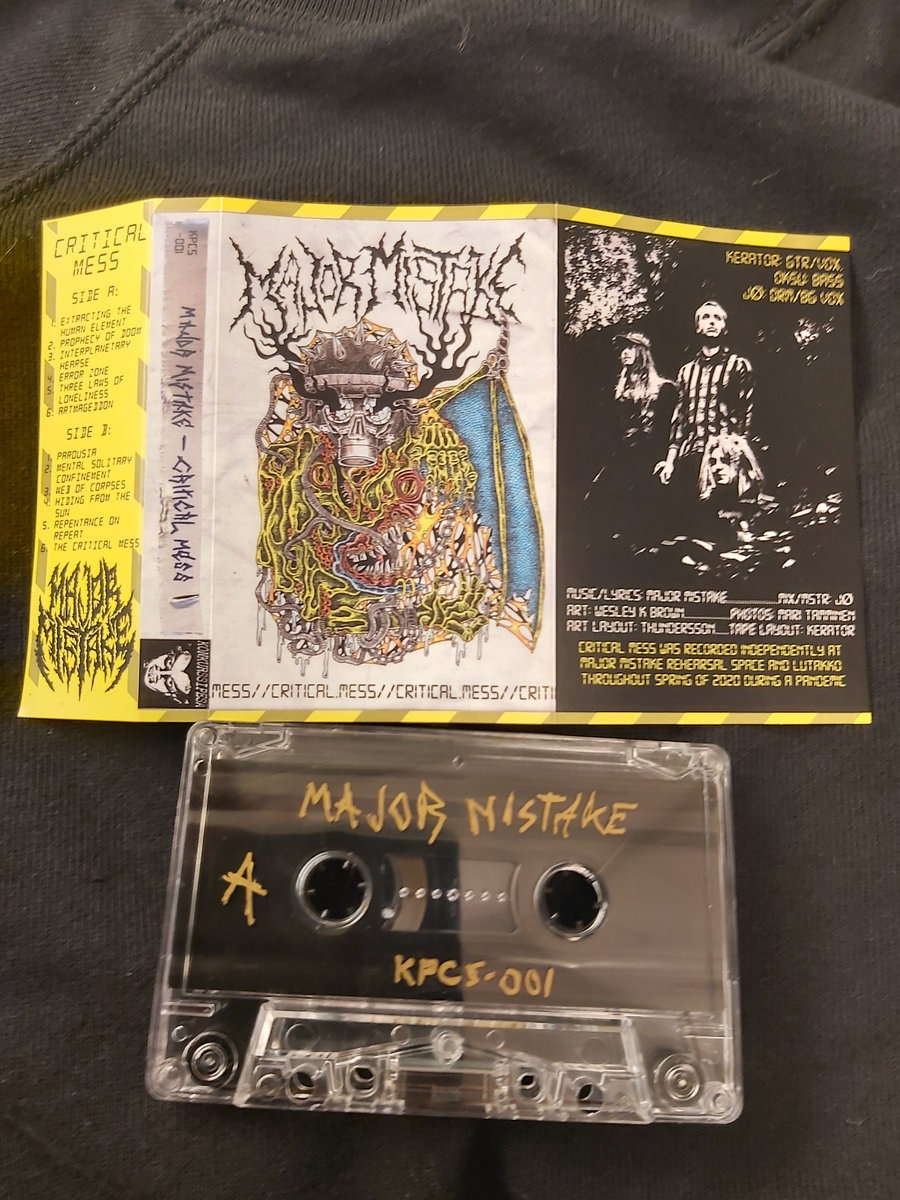 CRITICAL
MESS
SIDE A:
1. EXTRACTING THE
HUMAN ELEMENT
2. PROPHECY OF DOOM
3. INTERPLANETARY
HEARSE
4. ERROR ZONE
5. THREE LAWS OF
LONELINESS
6. ARTMAGEDDON
SIDE B:
PAROUSIA
2. MENTAL SOLITARY
CONFINEMENT
3. WEB OF CORPSES
4. HIDING FROM THE
SUN
5. REPENTANCE ON
REPEAT
6. THE CRITICAL MESS
MAJOR
MISTAKE
KPCS
-001
MAJOR MISTAKE - CRITICAL MESS
MAJOR MISTAKE
MESS//CRITICAL.MESS//CRITICAL.MESS//CRITI
KERATOR: GTR/VOX,
OKSU: BASS
JØ: DRM/BG VOX
MUSIC/LYRICS: MAJOR MISTAKE MIX/MSTR: JØ
ART: WESLEY K BROWN PHOTOS: MARI TAMMINEN
ART LAYOUT: THUNDERSSON TAPE LAYOUT: KERATOR
CRITICAL MESS WAS RECORDED INDEPENDENTLY AT
MAJOR MISTAKE REHEARSAL SPACE AND LUTAKKO
THROUGHOUT SPRING OF 2020 DURING A PANDEMIC
MAJOR MISTAKE
A
KPCS-001